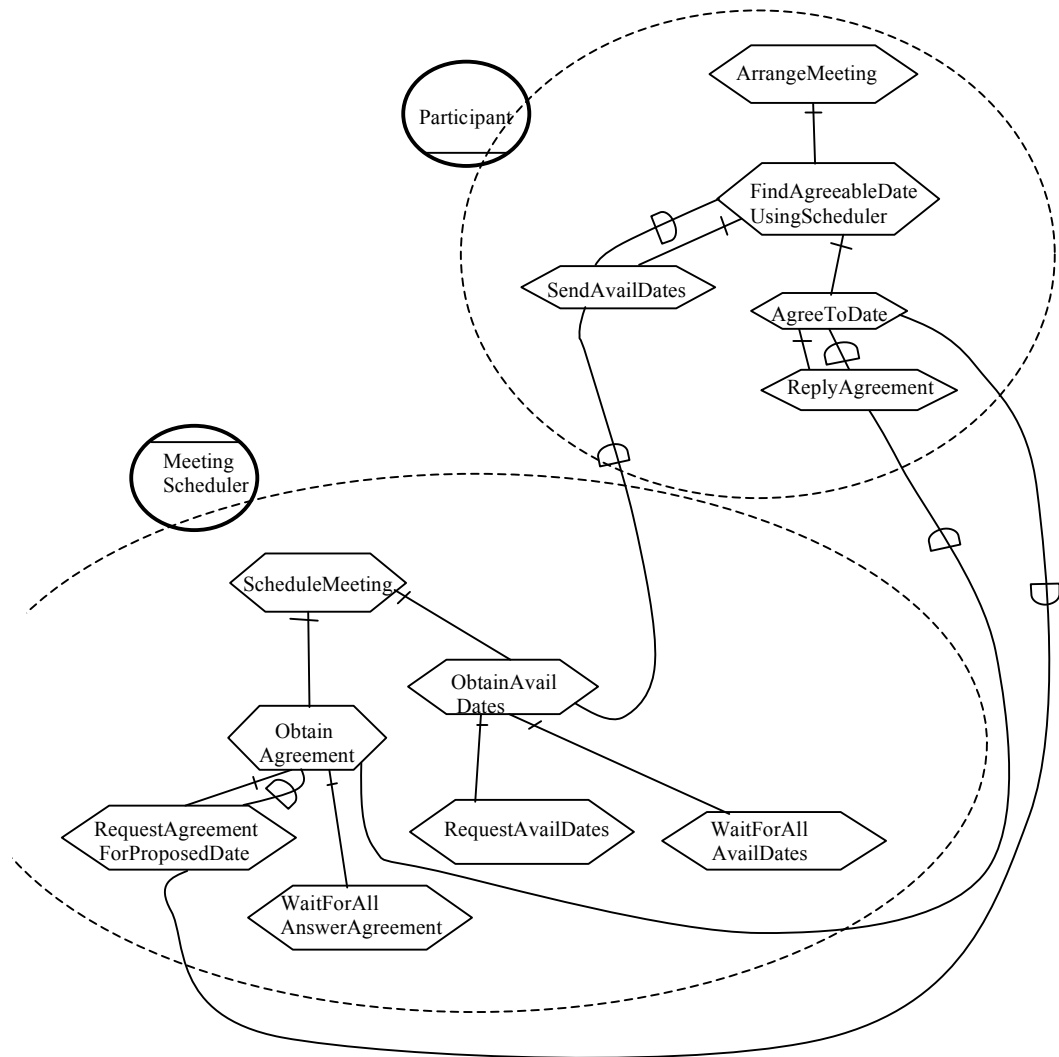 ArrangeMeeting
Participant
FindAgreeableDate
UsingScheduler
SendAvailDates
AgreeToDate
ReplyAgreement
Meeting
Scheduler
ScheduleMeeting
ObtainAvail
Dates
Obtain
Agreement
RequestAgreement
ForProposedDate
RequestAvailDates
WaitForAll
AvailDates
WaitForAll
AnswerAgreement